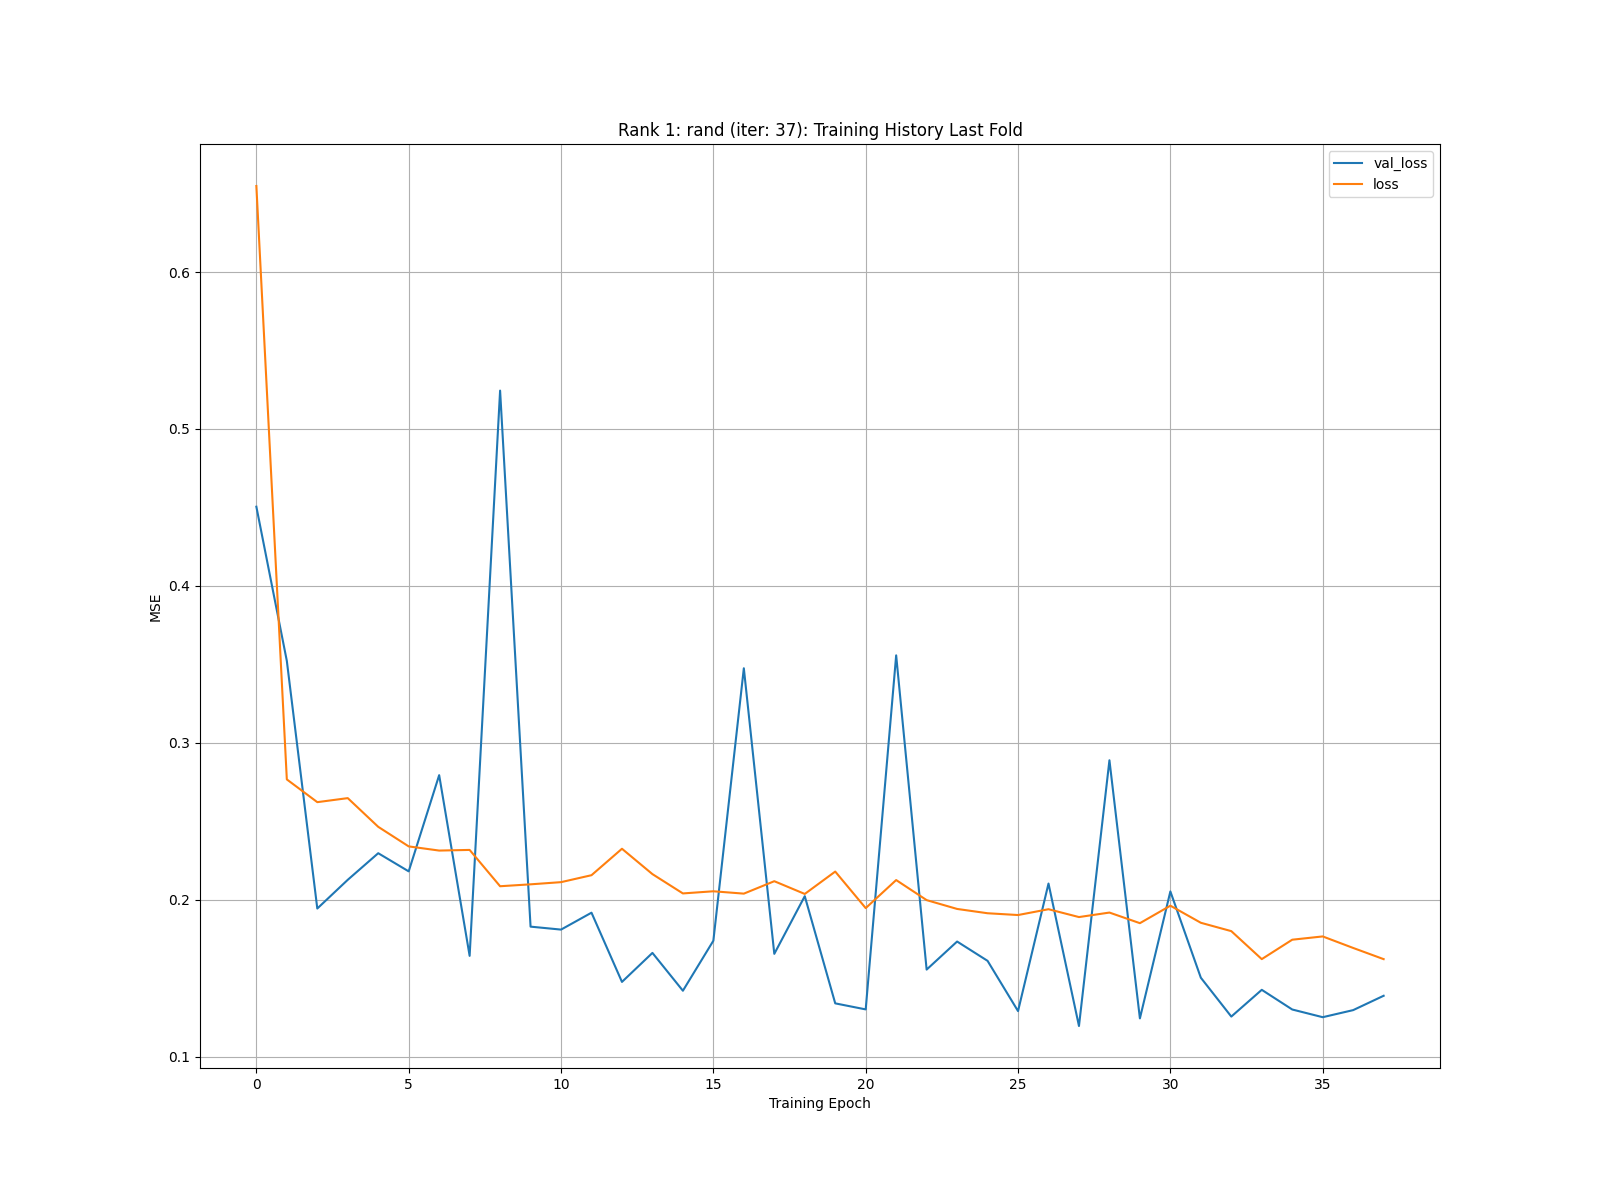 Rank 1: rand (iter: 37): Training History Last Fold
val_loss
loss
0.6
0.5
0.4
0.3
0.2
0.1
MSE
0 5 10 15 20 25 30 35
Training Epoch